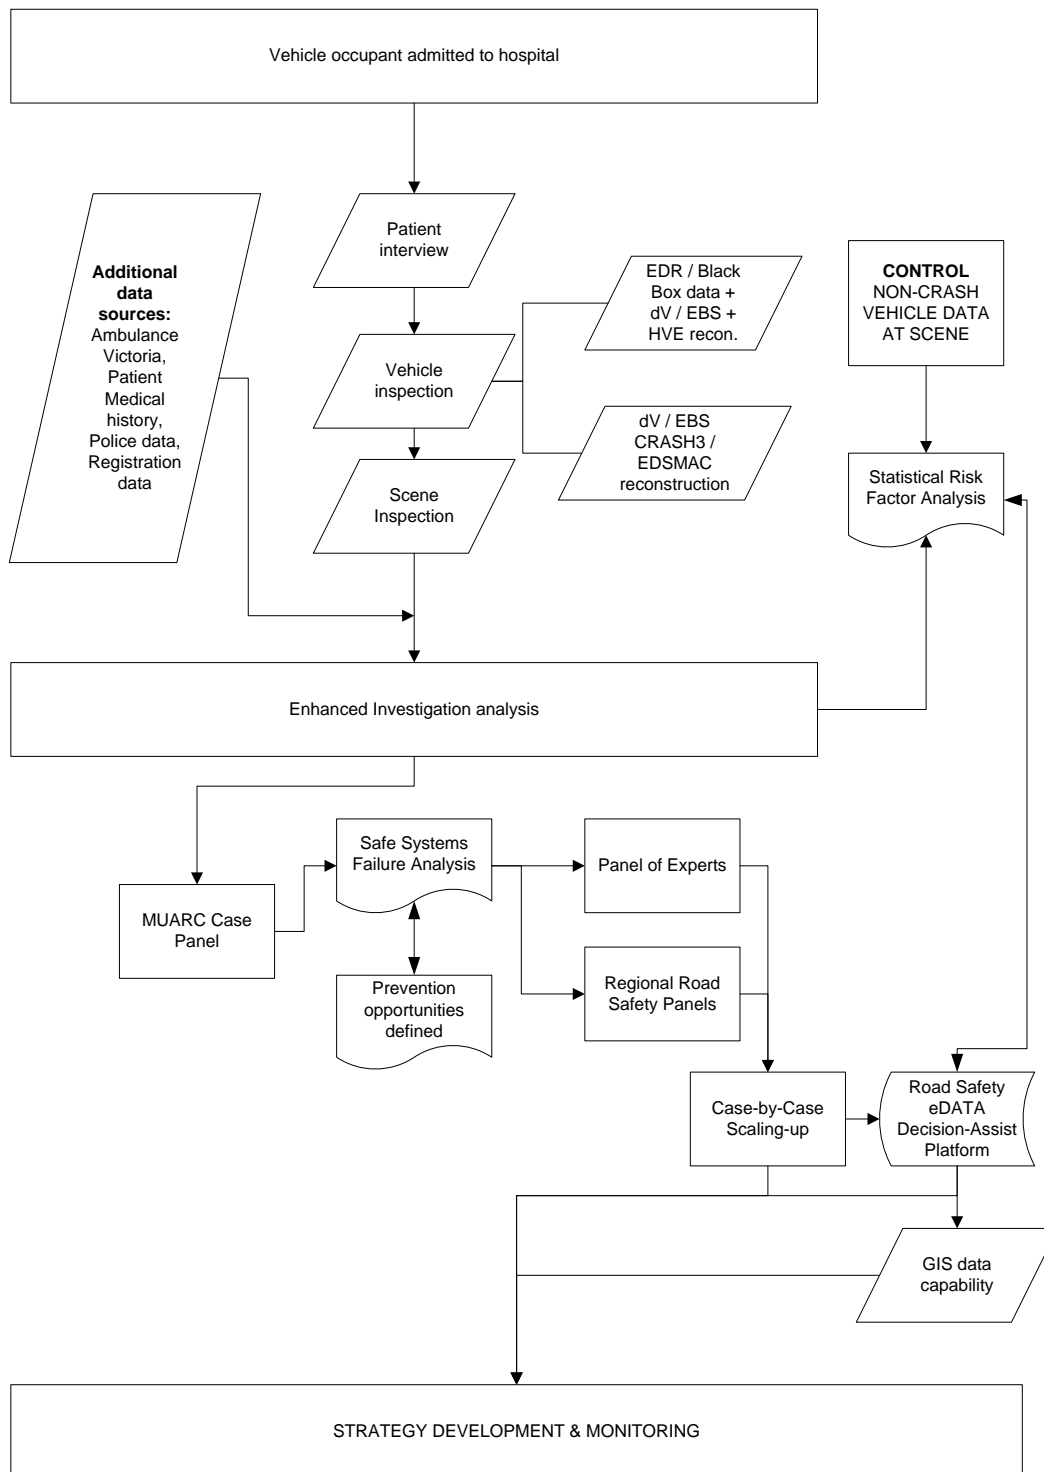 Vehicle occupant admitted to hospital
Patient
interview
Additional
data
sources:
Ambulance
Victoria,
Patient
Medical
history,
Police data,
Registration
data
EDR / Black
Box data +
dV / EBS +
HVE recon.
CONTROL
NON-CRASH
VEHICLE DATA
AT SCENE
Vehicle
inspection
dV / EBS
CRASH3 /
EDSMAC
reconstruction
Scene
Inspection
Statistical Risk
Factor Analysis
Enhanced Investigation analysis
MUARC Case
Panel
Safe Systems
Failure Analysis
Prevention
opportunities
defined
Panel of Experts
Regional Road
Safety Panels
Case-by-Case
Scaling-up
Road Safety
eDATA
Decision-Assist
Platform
GIS data
capability
STRATEGY DEVELOPMENT & MONITORING